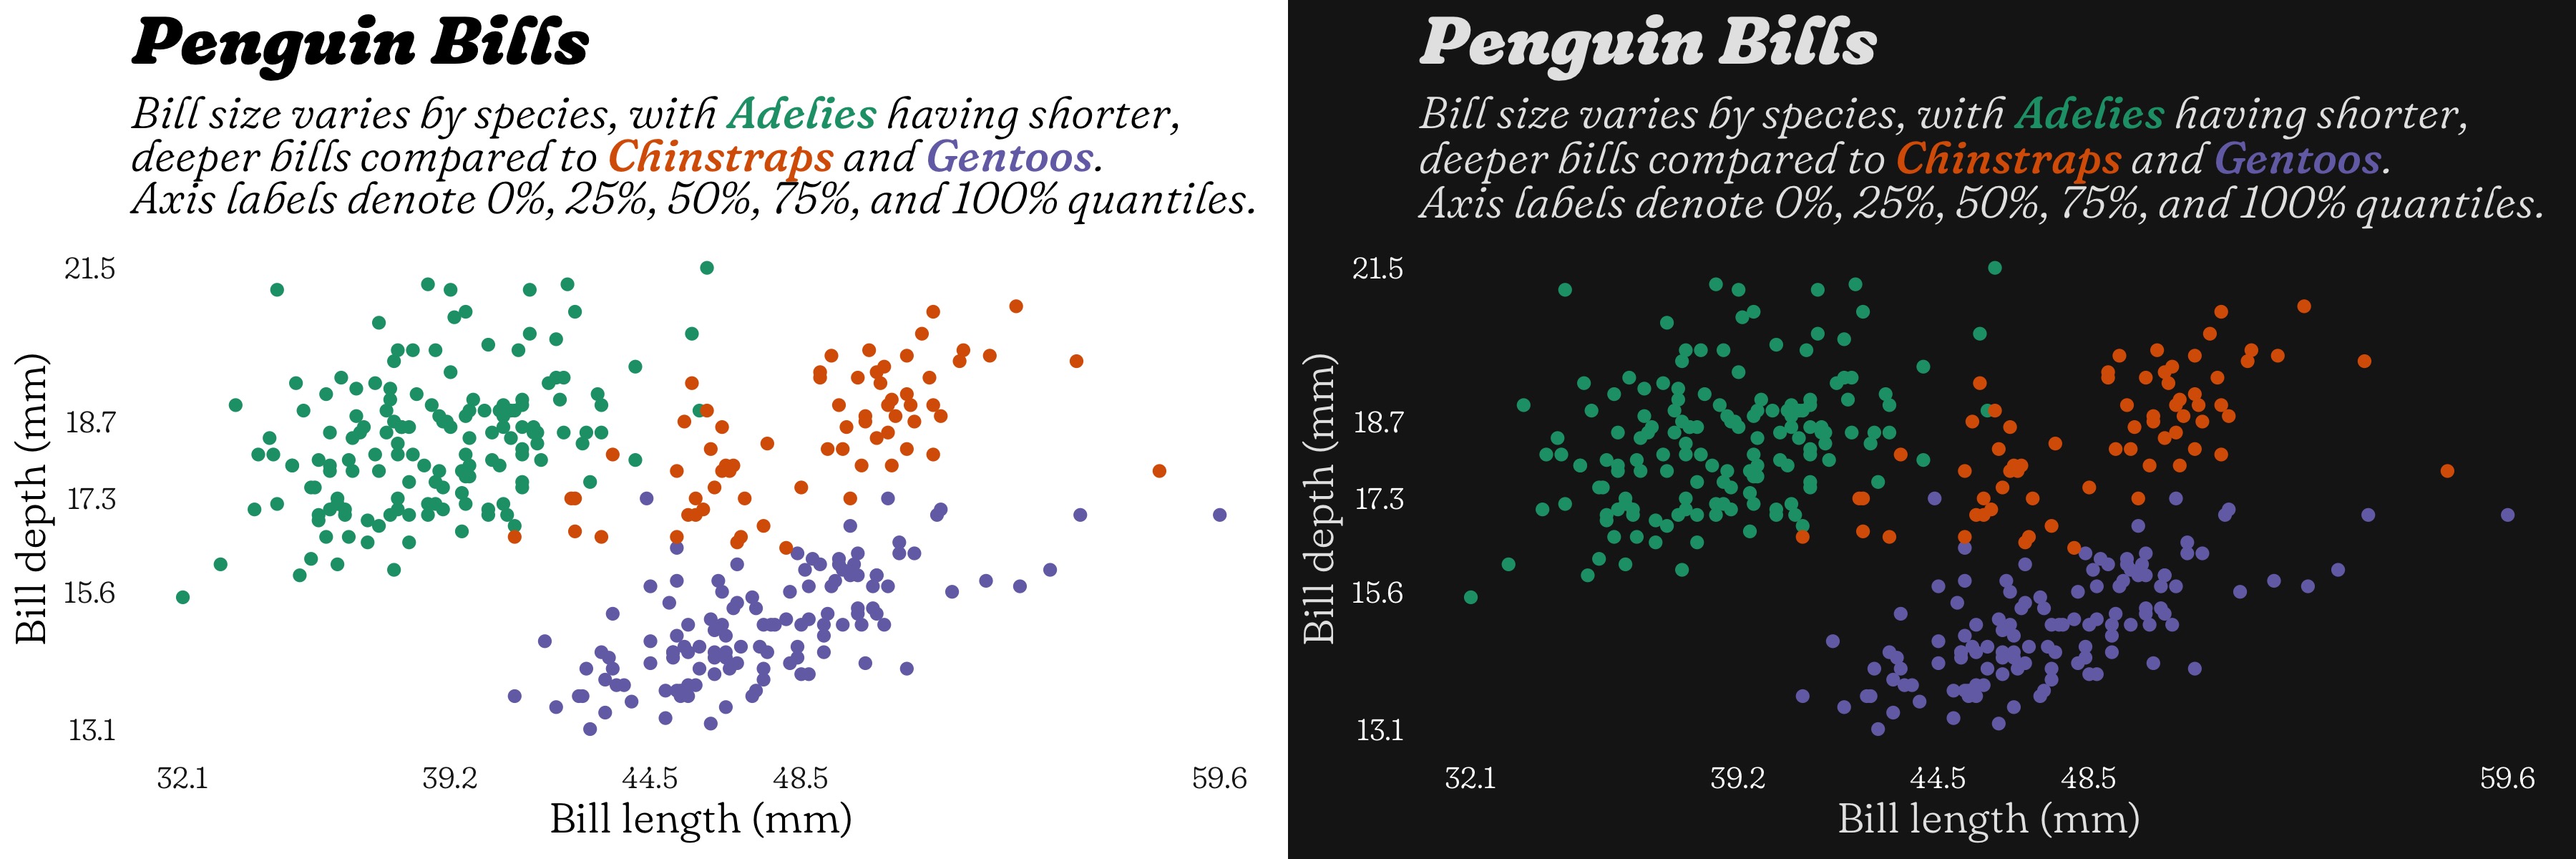 Penguin Bills
Bill size varies by species, with Adelies having shorter,
deeper bills compared to Chinstraps and Gentoos.
Axis labels denote 0%, 25%, 50%, 75%, and 100% quantiles.
21.5
18.7
17.3
15.6
13.1
Bill depth (mm)
32.1 39.2 44.5 48.5 59.6
Bill length (mm)
Penguin Bills
Bill size varies by species, with Adelies having shorter,
deeper bills compared to Chinstraps and Gentoos.
Axis labels denote 0%, 25%, 50%, 75%, and 100% quantiles.
21.5
18.7
17.3
15.6
13.1
Bill depth (mm)
32.1 39.2 44.5 48.5 59.6
Bill length (mm)